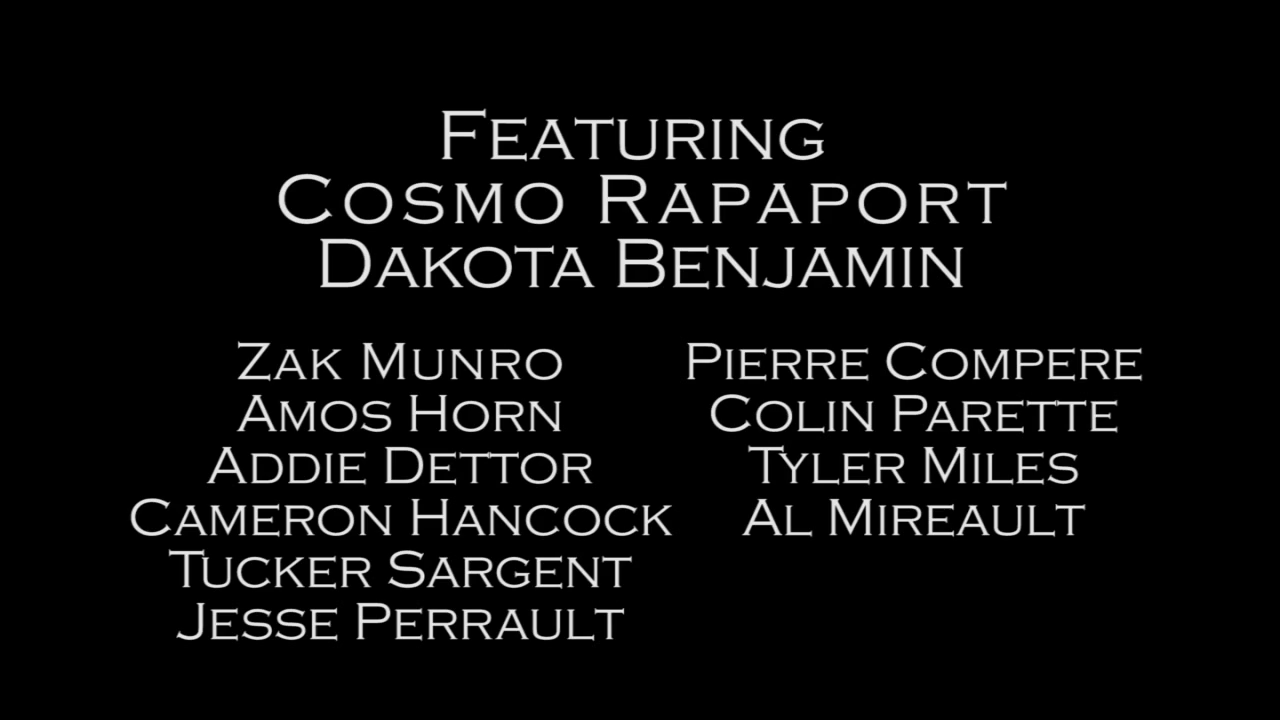 Featuring
Cosmo Rapaport
Dakota Benjamin
Zak Munro
Amos Horn
Addie Dettor
Cameron Hancock
Tucker Sargent
Jesse Perrault
Pierre Compere
Colin Parette
Tyler Miles
Al Mireault